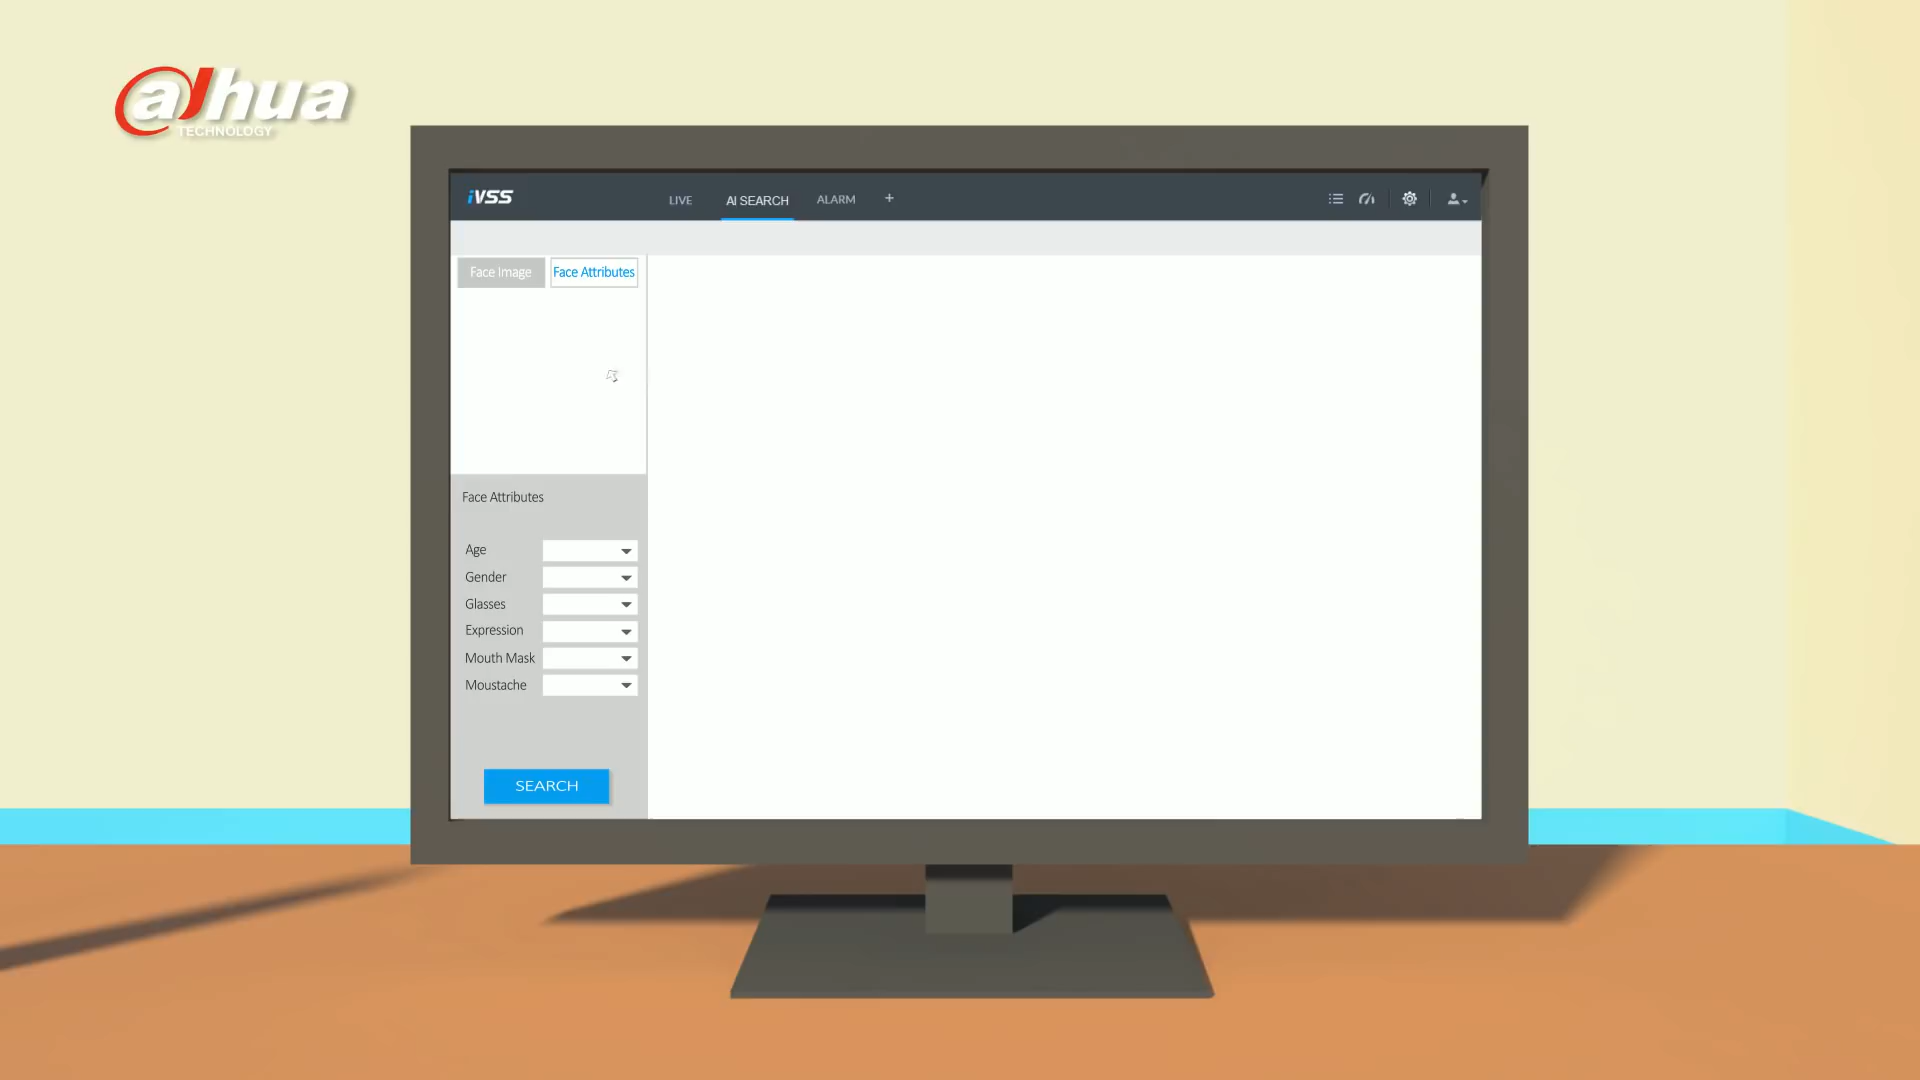 alhua
TECHNOLOGY
iVSS
LIVE
AI SEARCH
ALARM
+
Face Image
Face Attributes
Face Attributes
Age
Gender
Glasses
Expression
Mouth Mask
Moustache
SEARCH